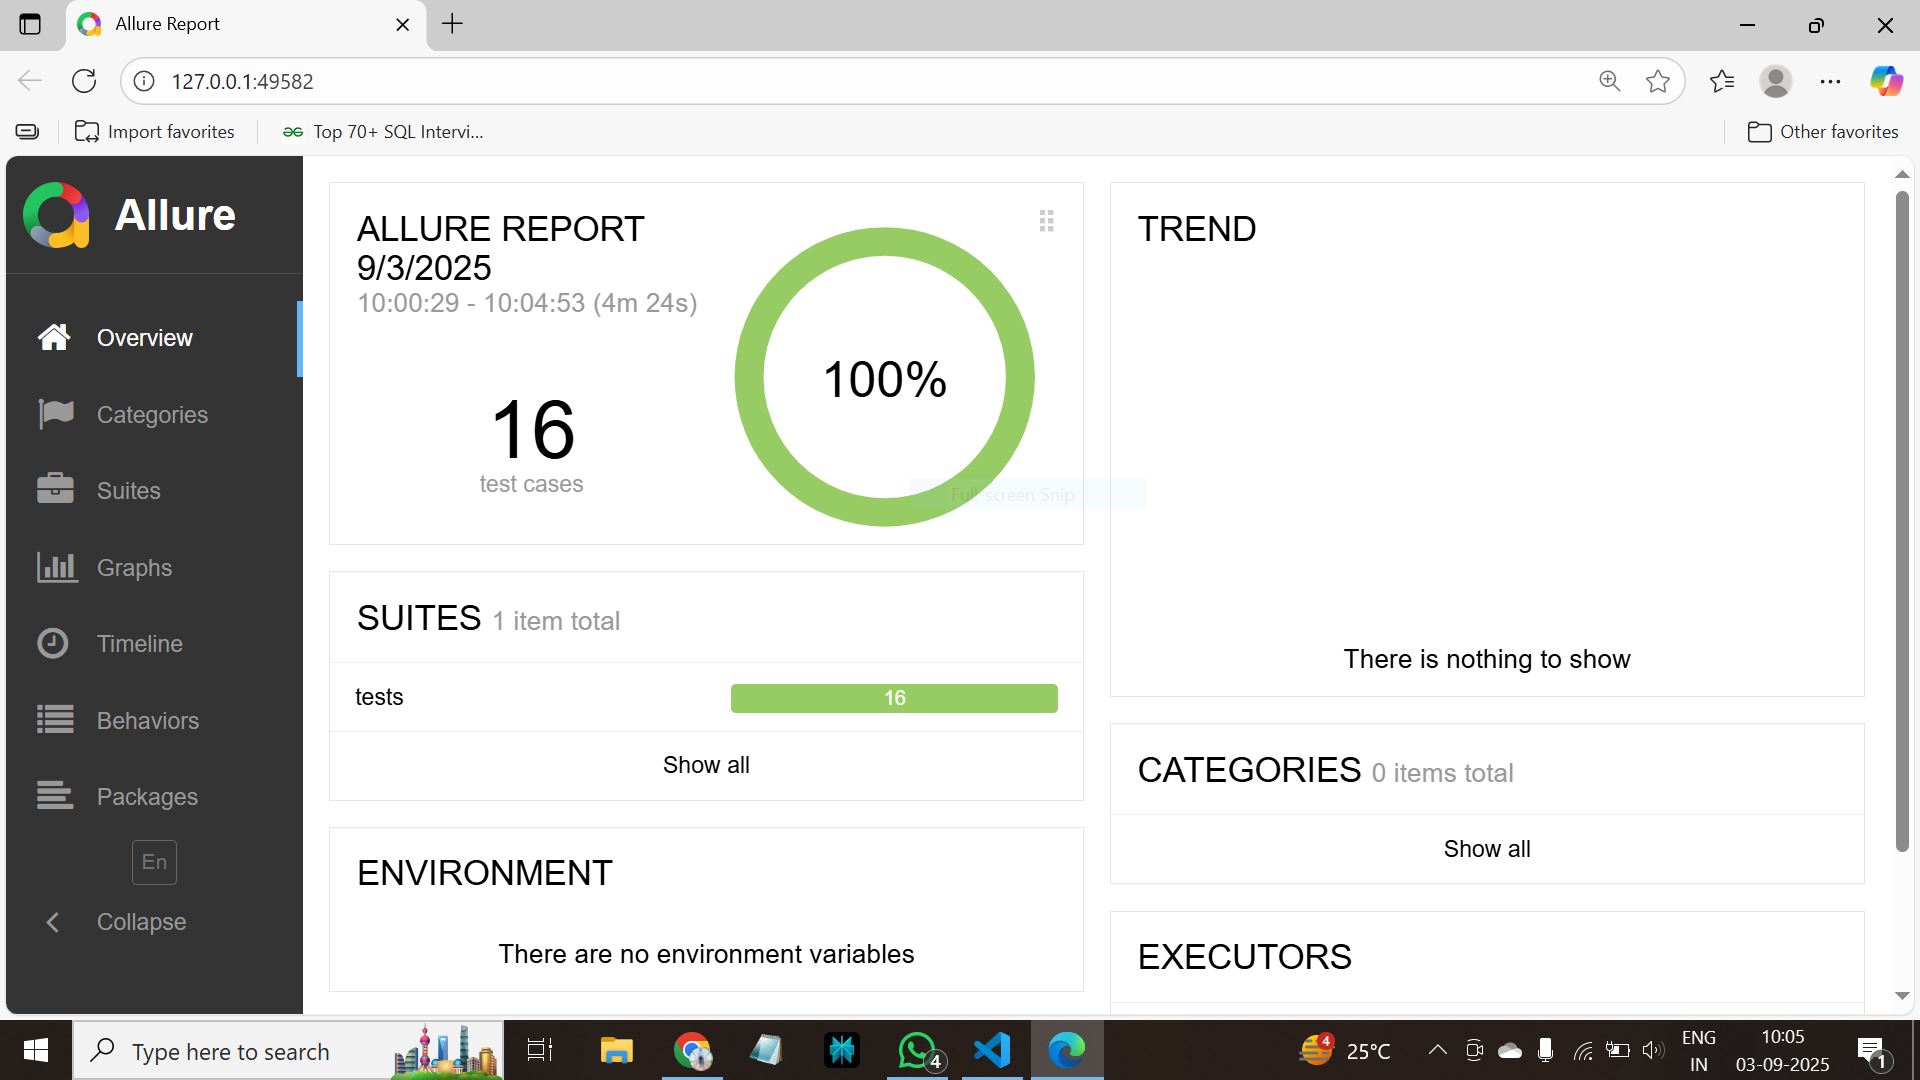 Allure Report
127.0.0.1:49582
Import favorites
Top 70+ SQL Intervi...
Other favorites
Allure
Overview
Categories
Suites
Graphs
Timeline
Behaviors
Packages
En
Collapse
ALLURE REPORT
9/3/2025
10:00:29 - 10:04:53 (4m 24s)
16
test cases
100%
Full-screen Snip
SUITES 1 item total
tests
16
Show all
ENVIRONMENT
There are no environment variables
TREND
There is nothing to show
CATEGORIES 0 items total
Show all
EXECUTORS
Type here to search
4
4
25°C
ENG
IN
10:05
03-09-2025
1